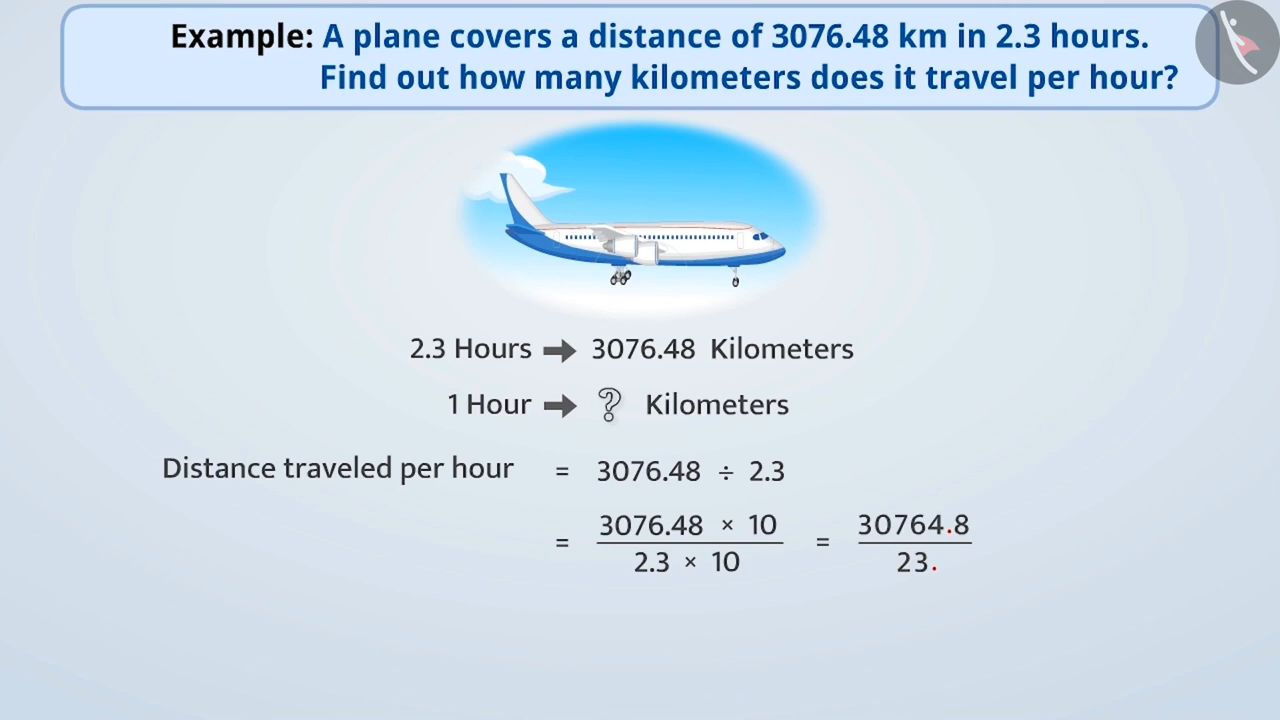 Example: A plane covers a distance of 3076.48 km in 2.3 hours.
Find out how many kilometers does it travel per hour?
2.3 Hours ➡ 3076.48 Kilometers
1 Hour ➡ ? Kilometers
Distance traveled per hour = 3076.48 ÷ 2.3
= 3076.48 × 10 / 2.3 × 10 = 30764.8 / 23.